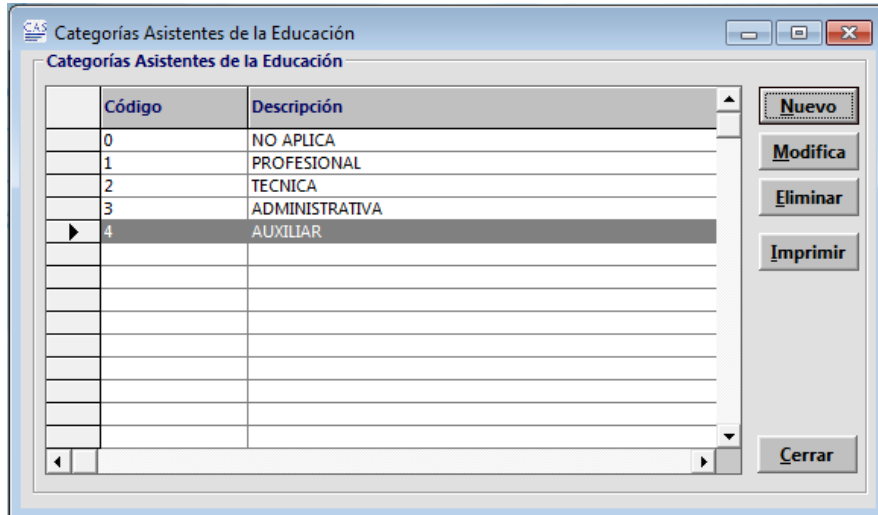 CAS Categorías Asistentes de la Educación
Categorías Asistentes de la Educación
Código Descripción
0 NO APLICA
1 PROFESIONAL
2 TECNICA
3 ADMINISTRATIVA
4 AUXILIAR
Nuevo
Modifica
Eliminar
Imprimir
Cerrar